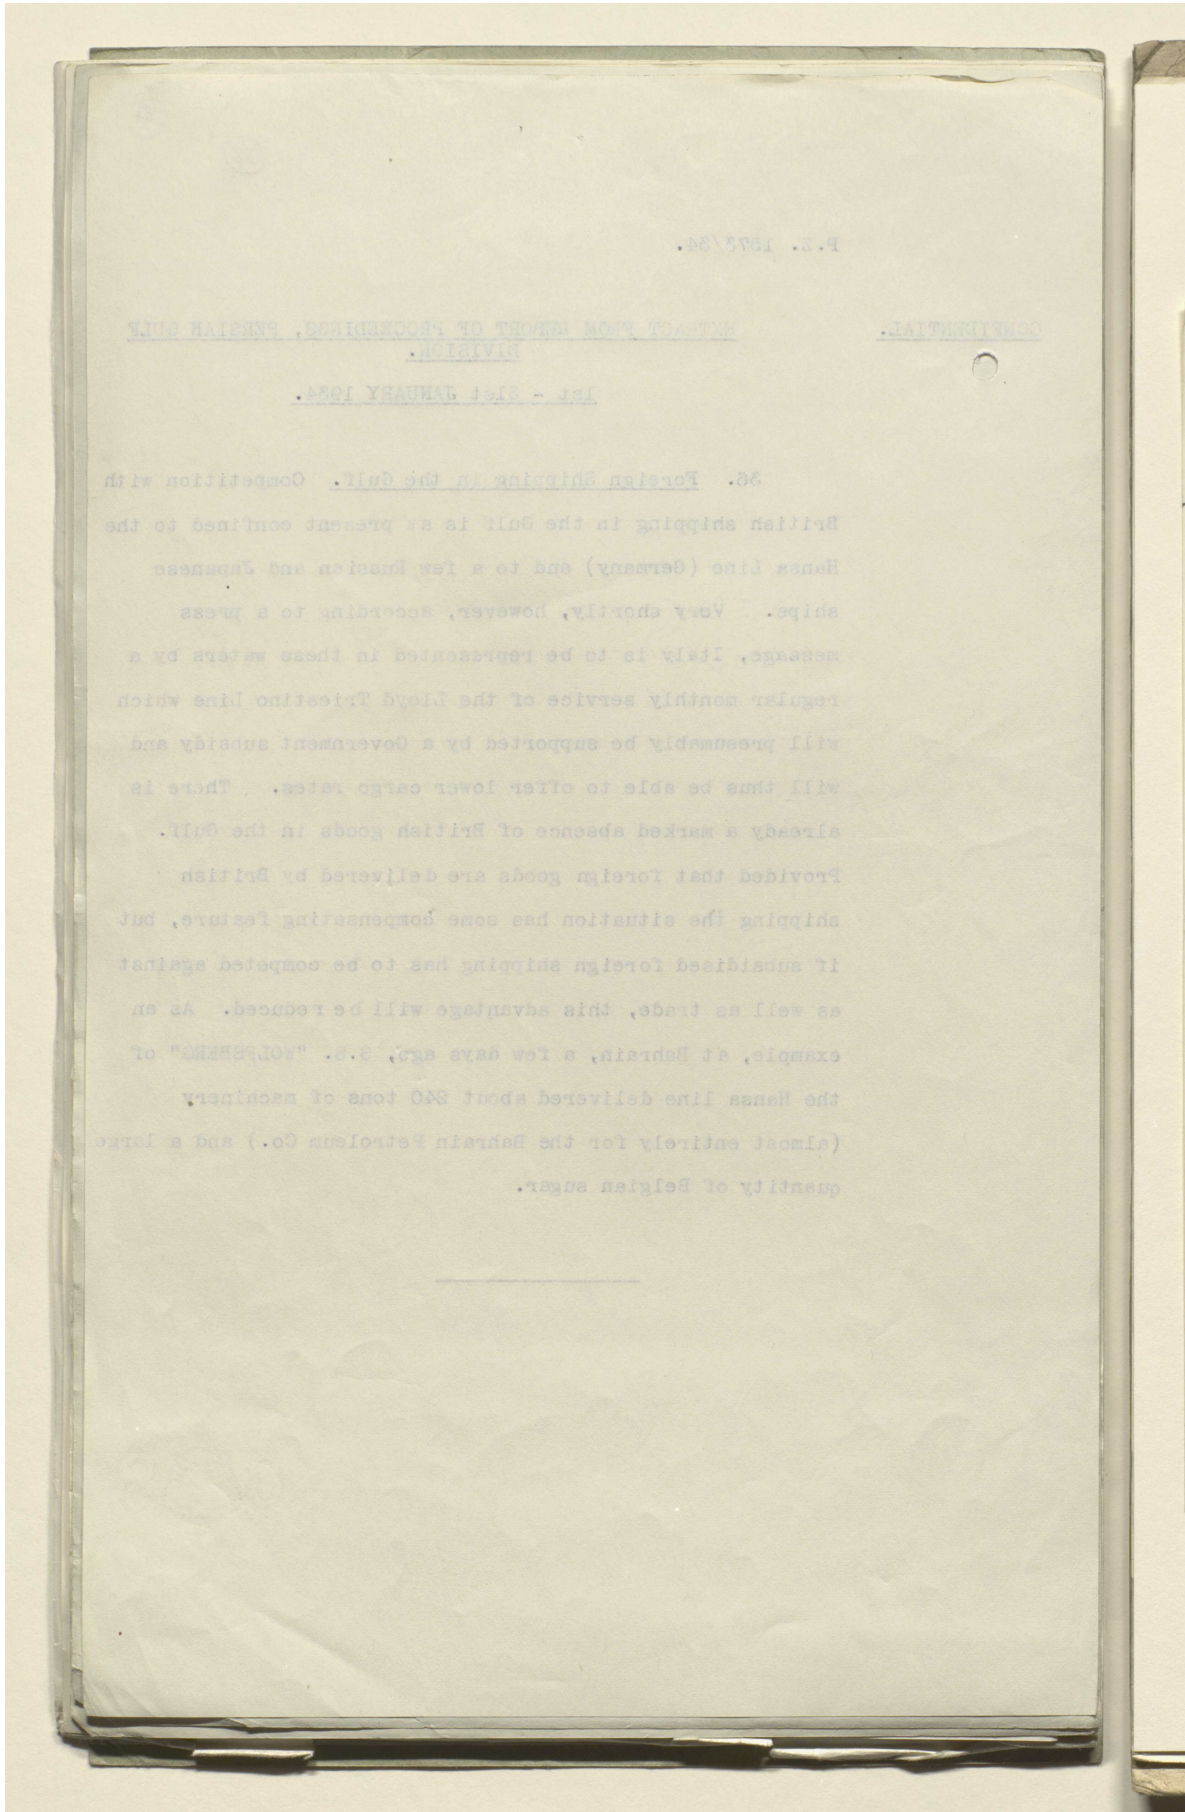 P.Z. 1573/34.
CONFIDENTIAL. EXTRACT FROM REPORT OF PROCEEDINGS, PERSIAN GULF
DIVISION.
1st - 31st JANUARY 1934.
36. Foreign Shipping in the Gulf. Competition with
British shipping in the Gulf is at present confined to the
Hansa Line (Germany) and to a few Russian and Japanese
ships. Very shortly, however, according to a press
message, Italy is to be represented in these waters by a
regular monthly service of the Lloyd Triestino Line which
will presumably be supported by a Government subsidy and
will thus be able to offer lower cargo rates. There is
already a marked absence of British goods in the Gulf.
Provided that foreign goods are delivered by British
shipping the situation has some compensating feature, but
if subsidised foreign shipping has to be competed against
as well as trade, this advantage will be reduced. As an
example, at Bahrain, a few days ago, S.S. "WOLFSBERG" of
the Hansa line delivered about 240 tons of machinery
(almost entirely for the Bahrain Petroleum Co.) and a large
quantity of Belgian sugar.